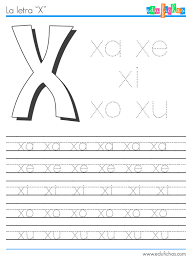 La letra "X"
edufichas
X
xa xe
xi
xo xu
xa xa xa xa xa xa
xe xe xe xe xe xe
xi xi xi xi xi xi
xo xo xo xo xo xo
xu xu xu xu xu xu
www.edufichas.com